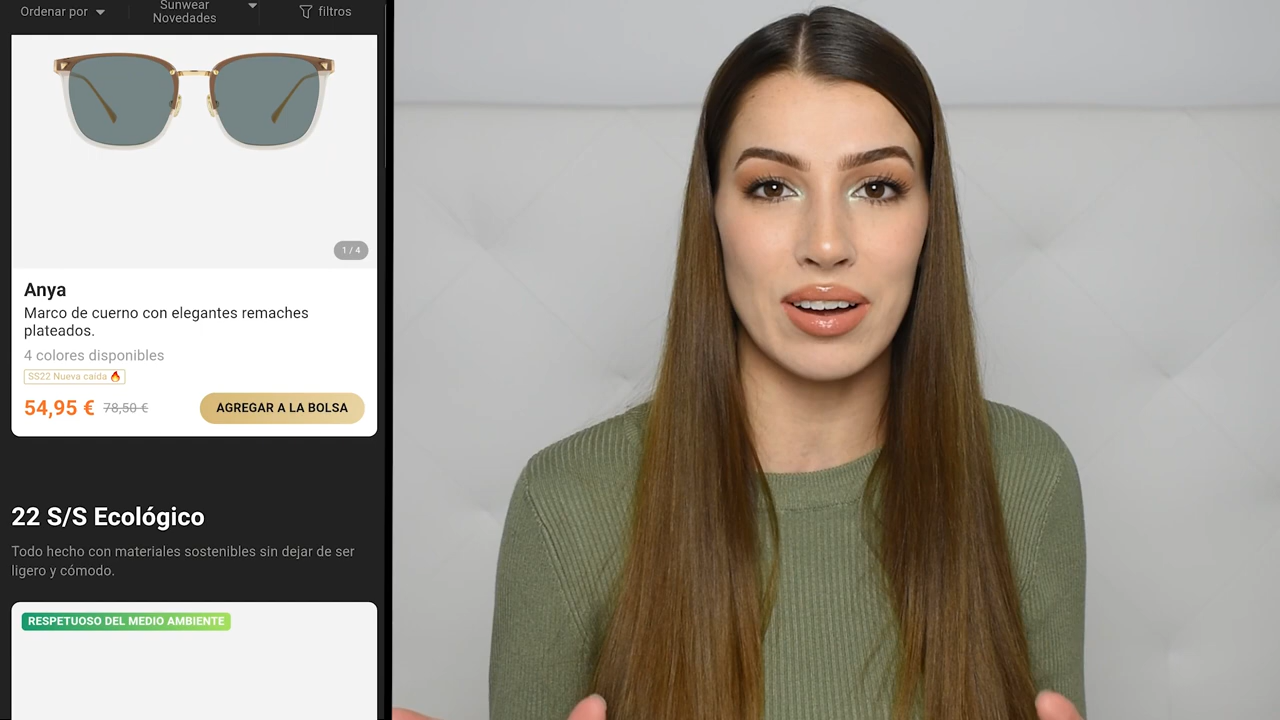 Ordenar por
Sunwear
Novedades
filtros
1 / 4
Anya
Marco de cuerno con elegantes remaches
plateados.
4 colores disponibles
SS22 Nueva caída 🔥
54,95 € 78,50 €
AGREGAR A LA BOLSA
22 S/S Ecológico
Todo hecho con materiales sostenibles sin dejar de ser
ligero y cómodo.
RESPETUOSO DEL MEDIO AMBIENTE